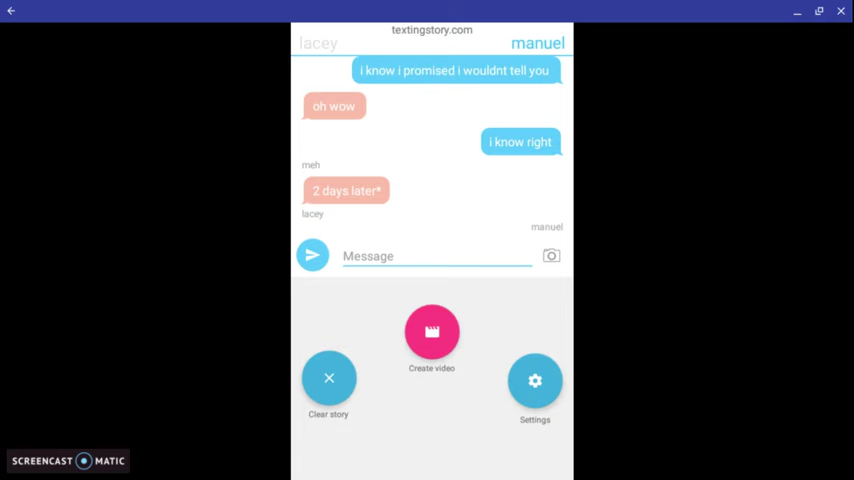 textingstory.com
lacey
manuel
i know i promised i wouldnt tell you
oh wow
i know right
meh
2 days later*
lacey
manuel
Message
Create video
Clear story
Settings
SCREENCAST MATIC